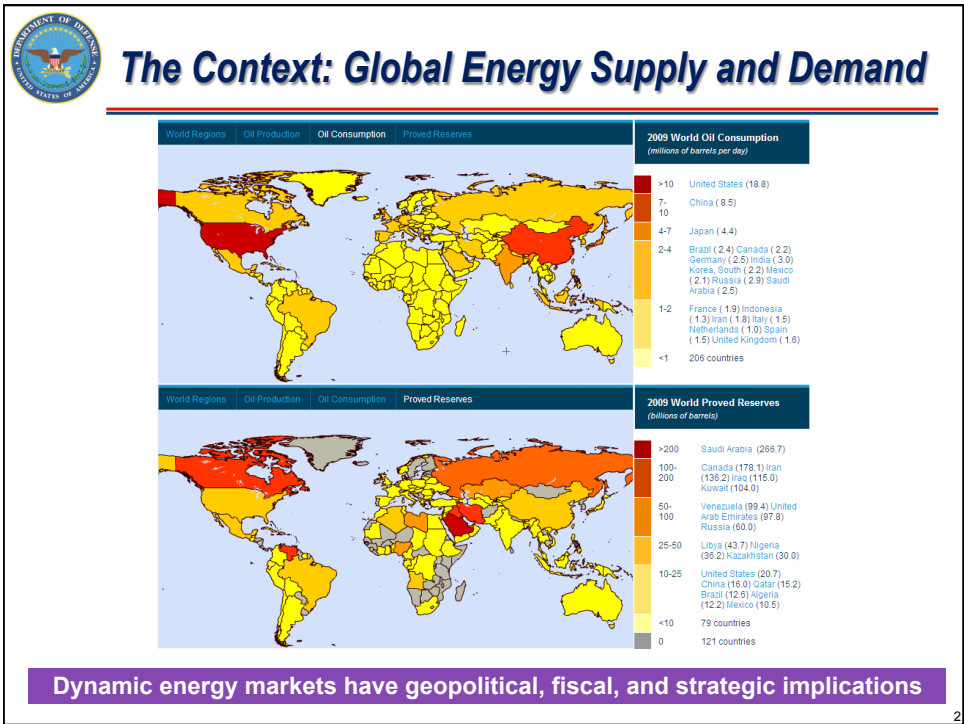 DEPARTMENT OF DEFENSE
UNITED STATES OF AMERICA
The Context: Global Energy Supply and Demand
World Regions Oil Production Oil Consumption Proved Reserves
2009 World Oil Consumption
(millions of barrels per day)
>10 United States (18.8)
7-
10
China ( 8.5)
4-7 Japan ( 4.4)
2-4 Brazil ( 2.4) Canada ( 2.2)
Germany ( 2.5) India ( 3.0)
Korea, South ( 2.2) Mexico
( 2.1) Russia ( 2.9) Saudi
Arabia ( 2.5)
1-2 France ( 1.9) Indonesia
( 1.3) Iran ( 1.8) Italy ( 1.5)
Netherlands ( 1.0) Spain
( 1.5) United Kingdom ( 1.6)
<1 206 countries
World Regions Oil Production Oil Consumption Proved Reserves
2009 World Proved Reserves
(billions of barrels)
>200 Saudi Arabia (266.7)
100- Canada (178.1) Iran
200 (136.2) Iraq (115.0)
Kuwait (104.0)
50- Venezuela (99.4) United
100 Arab Emirates (97.8)
Russia (60.0)
25-50 Libya (43.7) Nigeria
(36.2) Kazakhstan (30.0)
10-25 United States (20.7)
China (16.0) Qatar (15.2)
Brazil (12.6) Algeria
(12.2) Mexico (10.5)
<10 79 countries
0 121 countries
Dynamic energy markets have geopolitical, fiscal, and strategic implications
2